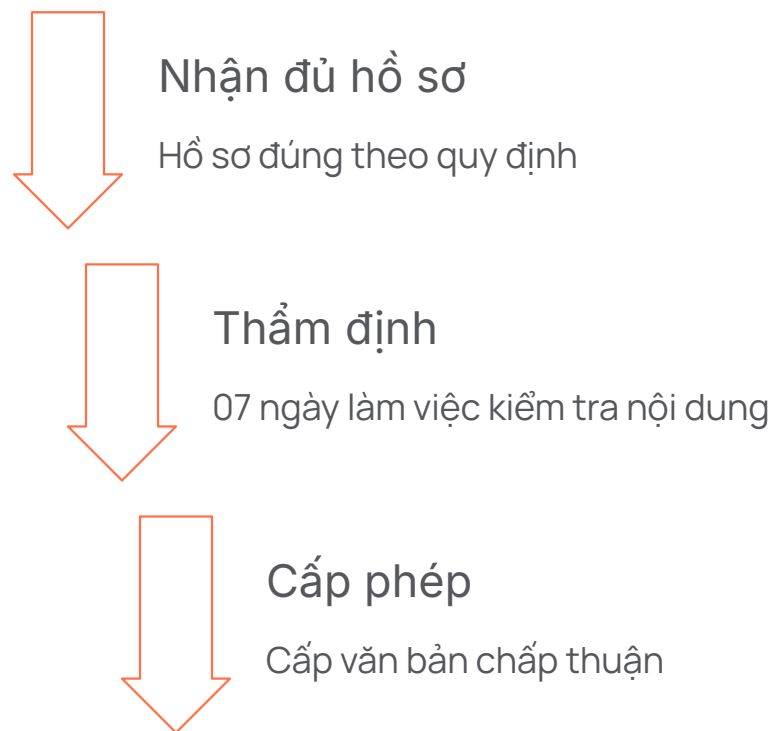 Nhận đủ hồ sơ
Hồ sơ đúng theo quy định
Thẩm định
07 ngày làm việc kiểm tra nội dung
Cấp phép
Cấp văn bản chấp thuận